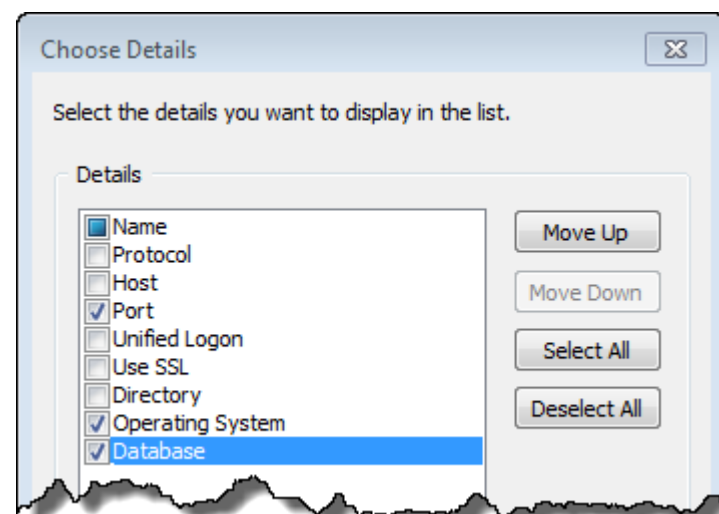 Choose Details
Select the details you want to display in the list.
Details
Name
Protocol
Host
Port
Unified Logon
Use SSL
Directory
Operating System
Database
Move Up
Move Down
Select All
Deselect All